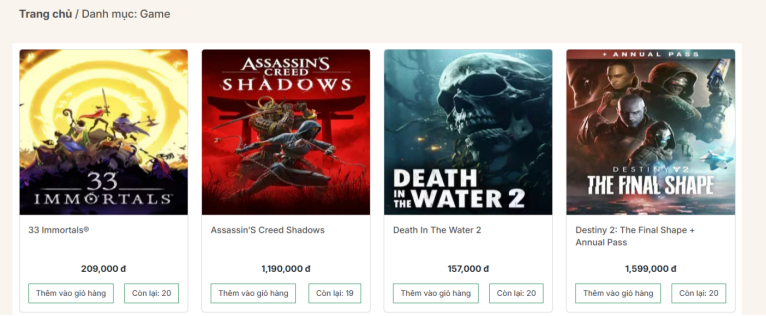 Trang chủ / Danh mục: Game
33
IMMORTALS
33 Immortals®
209,000 đ
Thêm vào giỏ hàng
Còn lại: 20
ASSASSIN'S
CREED
SHADOWS
Assassin'S Creed Shadows
1,190,000 đ
Thêm vào giỏ hàng
Còn lại: 19
DEATH
IN THE WATER 2
Death In The Water 2
157,000 đ
Thêm vào giỏ hàng
Còn lại: 20
+ ANNUAL PASS
DESTINY 2
THE FINAL SHAPE
Destiny 2: The Final Shape +
Annual Pass
1,599,000 đ
Thêm vào giỏ hàng
Còn lại: 20